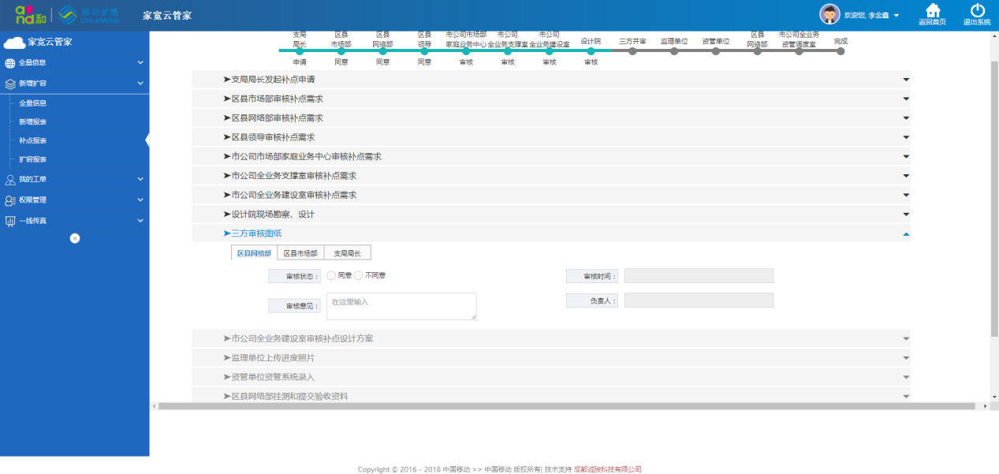 and和 移动家宽 China Mobile 家宽云管家 欢迎您, 李金鑫 返回首页 退出系统
家宽云管家
全量信息
新增扩容
全量信息
新增报表
补点报表
扩容报表
我的工单
权限管理
一线传真
支局局长 申请
区县市场部 同意
区县网络部 同意
区县领导 同意
市公司市场部家庭业务中心 审核
市公司全业务支撑室 审核
市公司全业务建设室 审核
设计院 审核
三方并审
监理单位
资管单位
区县网络部
市公司全业务资管调度室
完成
➤支局局长发起补点申请
➤区县市场部审核补点需求
➤区县网络部审核补点需求
➤区县领导审核补点需求
➤市公司市场部家庭业务中心审核补点需求
➤市公司全业务支撑室审核补点需求
➤市公司全业务建设室审核补点需求
➤设计院现场勘察、设计
➤三方审核图纸
区县网络部 区县市场部 支局局长
审核状态： 同意 不同意 审核时间：
审核意见： 在这里输入 负责人：
➤市公司全业务建设室审核补点设计方案
➤监理单位上传进度照片
➤资管单位资管系统录入
➤区县网络部挂测和提交验收资料
Copyright © 2016 - 2018 中国移动 >> 中国移动 版权所有| 技术支持 成都诚骏科技有限公司